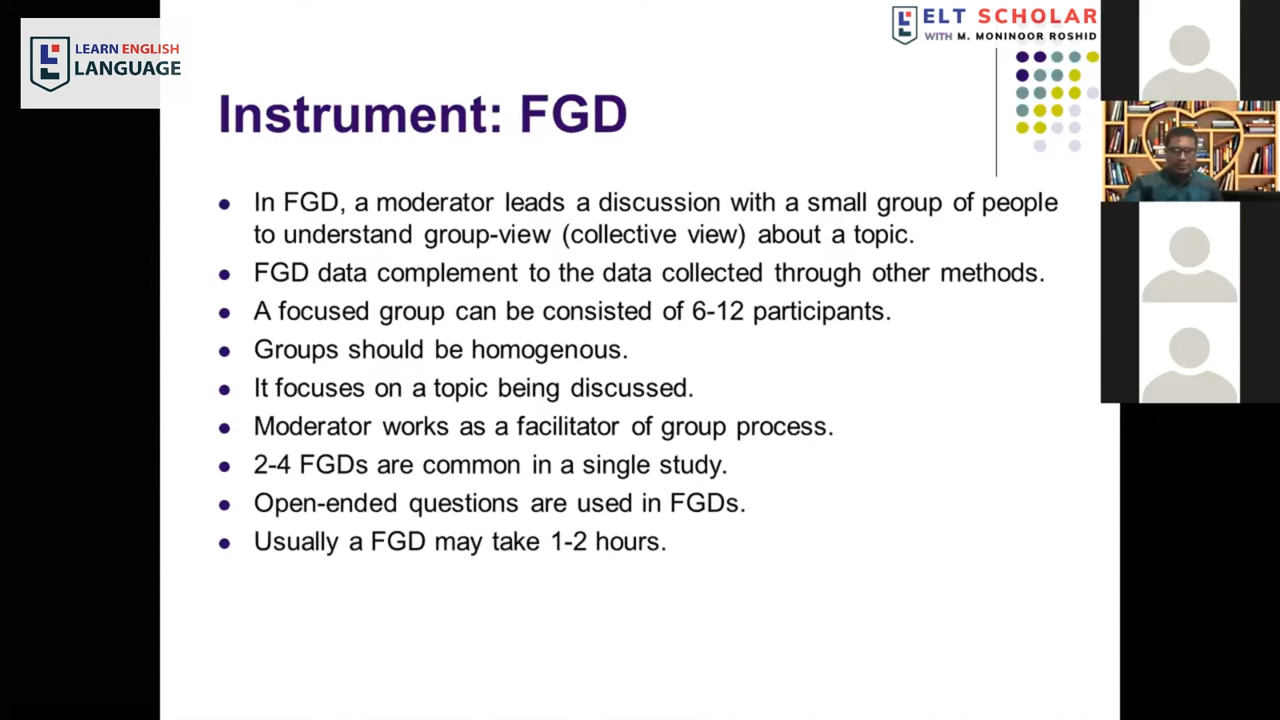 LEARN ENGLISH
LANGUAGE
ELT SCHOLAR
WITH M. MONINOOR ROSHID
Instrument: FGD
In FGD, a moderator leads a discussion with a small group of people
to understand group-view (collective view) about a topic.
FGD data complement to the data collected through other methods.
A focused group can be consisted of 6-12 participants.
Groups should be homogenous.
It focuses on a topic being discussed.
Moderator works as a facilitator of group process.
2-4 FGDs are common in a single study.
Open-ended questions are used in FGDs.
Usually a FGD may take 1-2 hours.